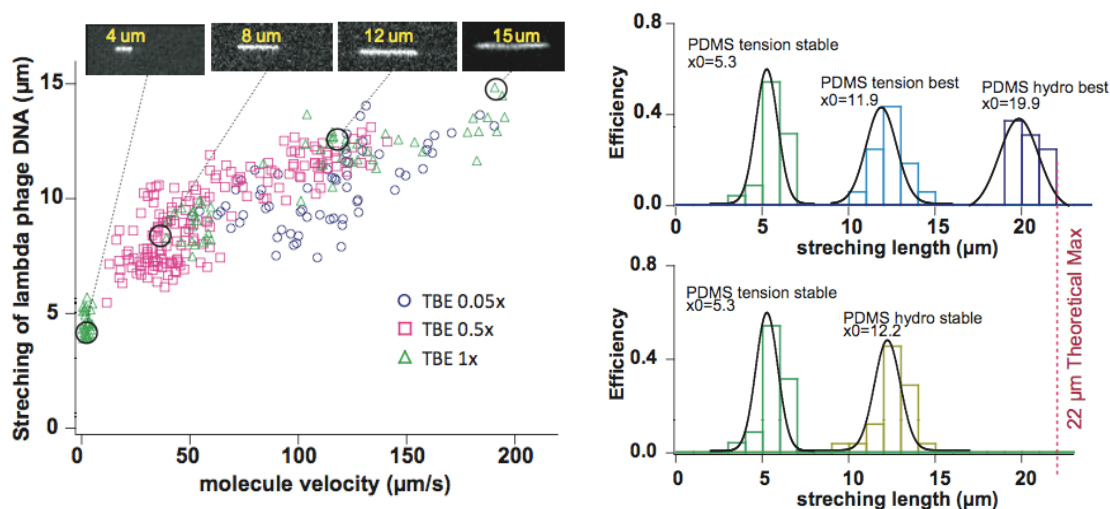 4 um
8 um
12 um
15 um
Streching of lambda phage DNA (µm)
15
10
5
0
0
50
100
150
200
molecule velocity (µm/s)
TBE 0.05x
TBE 0.5x
TBE 1x
PDMS tension stable
x0=5.3
PDMS tension best
x0=11.9
PDMS hydro best
x0=19.9
Efficiency
0.8
0.4
0.0
0
5
10
15
20
streching length (µm)
PDMS tension stable
x0=5.3
PDMS hydro stable
x0=12.2
Efficiency
0.8
0.4
0.0
0
5
10
15
20
streching length (µm)
22 µm Theoretical Max